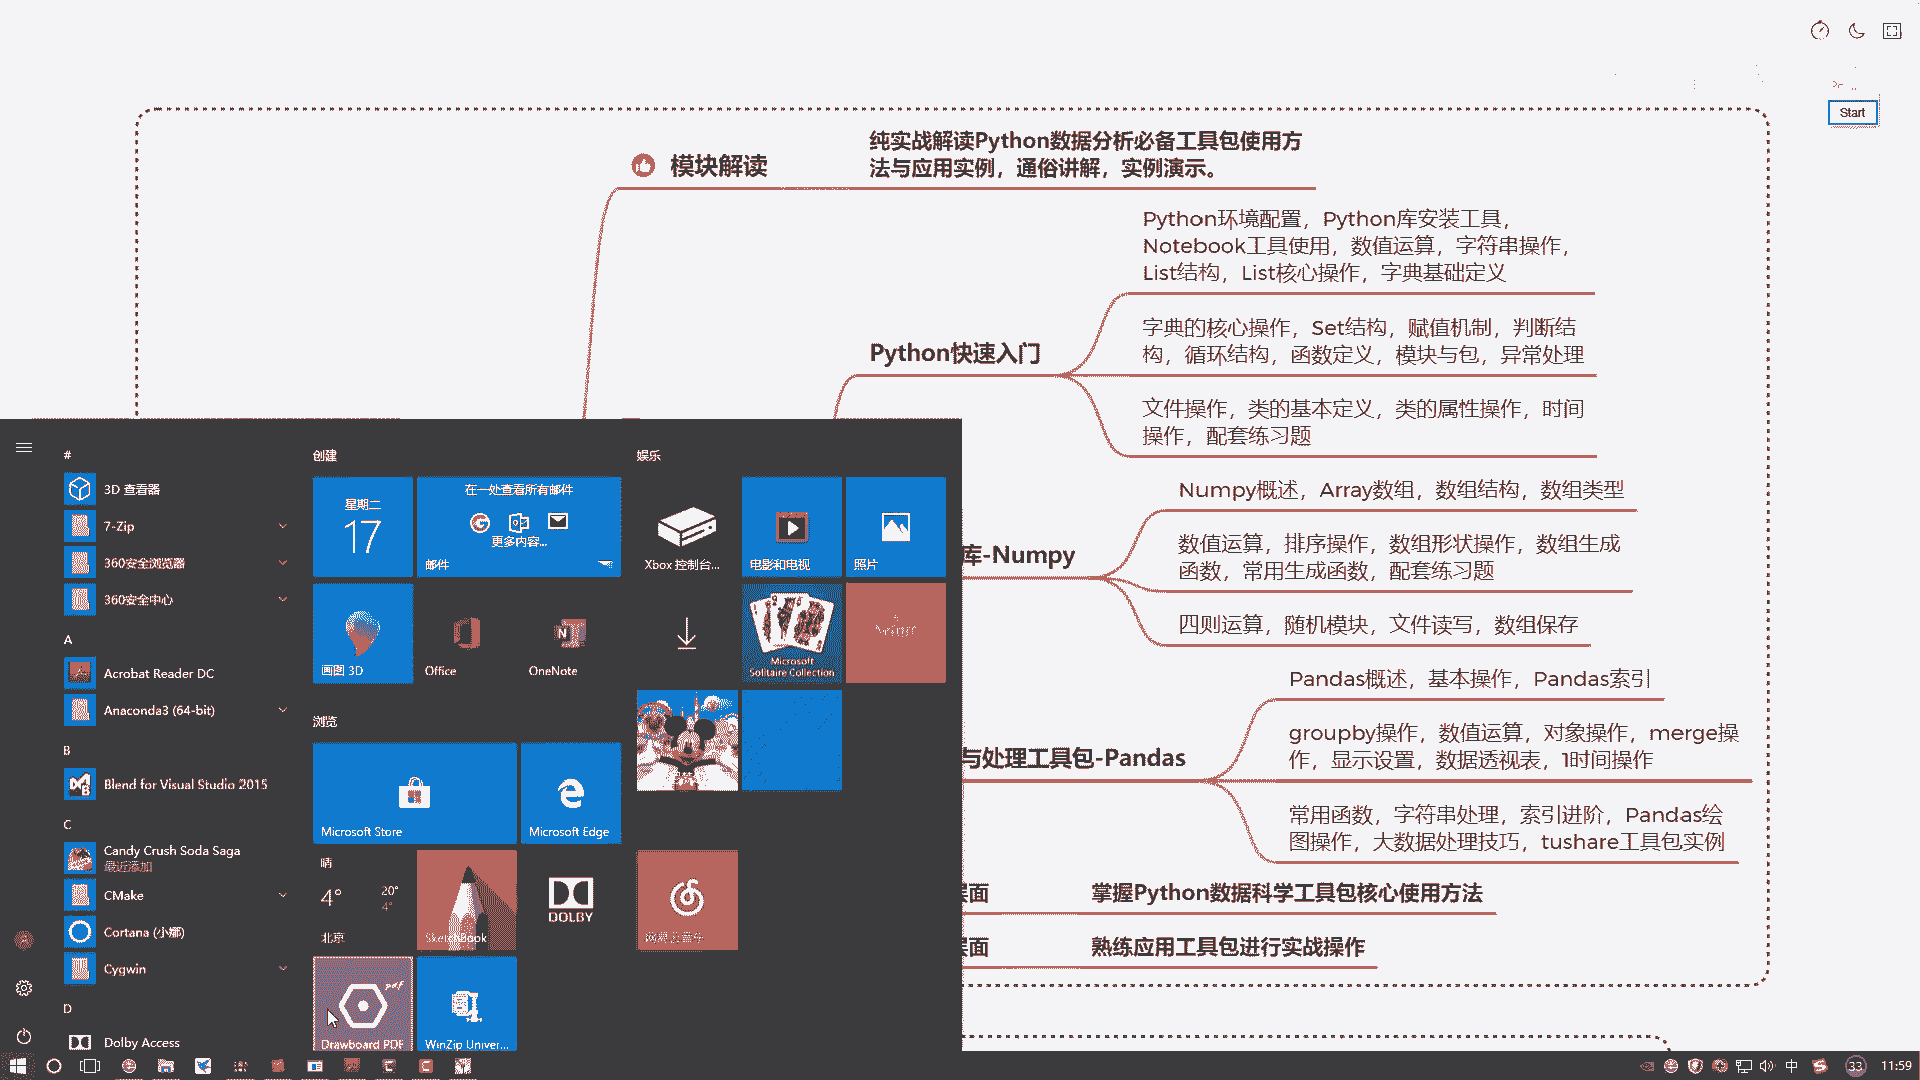 Start
模块解读
纯实战解读Python数据分析必备工具包使用方
法与应用实例，通俗讲解，实例演示。
Python环境配置，Python库安装工具，
Notebook工具使用，数值运算，字符串操作，
List结构，List核心操作，字典基础定义
Python快速入门
字典的核心操作，Set结构，赋值机制，判断结
构，循环结构，函数定义，模块与包，异常处理
文件操作，类的基本定义，类的属性操作，时间
操作，配套练习题
库-Numpy
Numpy概述，Array数组，数组结构，数组类型
数值运算，排序操作，数组形状操作，数组生成
函数，常用生成函数，配套练习题
四则运算，随机模块，文件读写，数组保存
与处理工具包-Pandas
Pandas概述，基本操作，Pandas索引
groupby操作，数值运算，对象操作，merge操
作，显示设置，数据透视表，1时间操作
常用函数，字符串处理，索引进阶，Pandas绘
图操作，大数据处理技巧，tushare工具包实例
层面
掌握Python数据科学工具包核心使用方法
层面
熟练应用工具包进行实战操作
#
3D 查看器
7-Zip
360安全浏览器
360安全中心
A
Acrobat Reader DC
Anaconda3 (64-bit)
B
Blend for Visual Studio 2015
C
Candy Crush Soda Saga
最近添加
CMake
Cortana (小娜)
Cygwin
D
Dolby Access
创建
星期二
17
在一处查看所有邮件
更多内容...
邮件
画图 3D
Office
OneNote
浏览
Microsoft Store
Microsoft Edge
晴
4°
20°
4°
北京
SketchBook
DOLBY
pdf
Drawboard PDF
WinZip Univer...
娱乐
Xbox 控制台...
电影和电视
照片
Microsoft
Solitaire Collection
网易云音乐
中
33
11:59